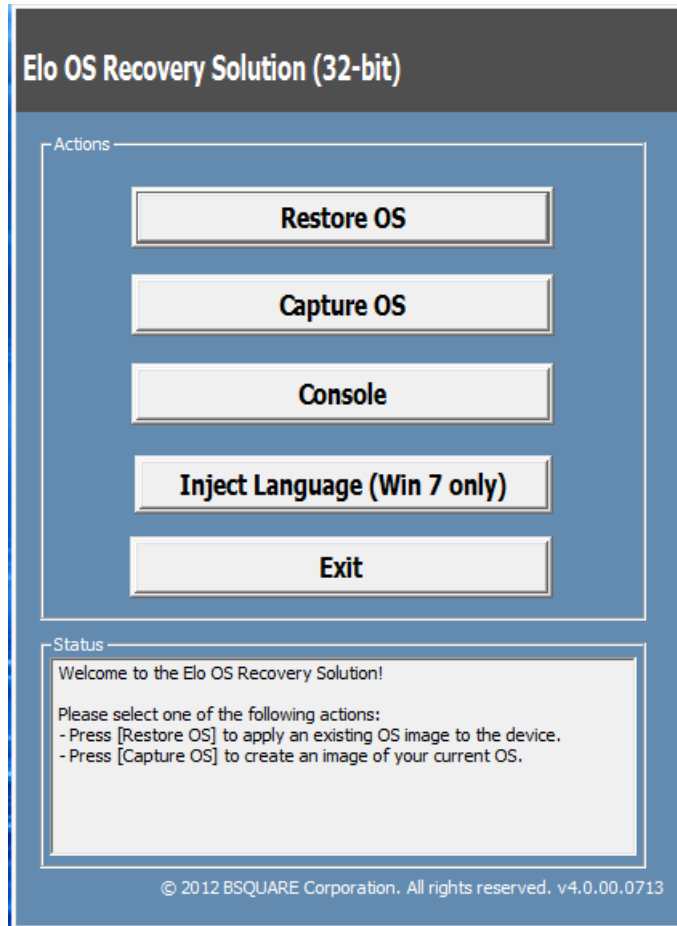 Elo OS Recovery Solution (32-bit)
Actions
Restore OS
Capture OS
Console
Inject Language (Win 7 only)
Exit
Status
Welcome to the Elo OS Recovery Solution!
Please select one of the following actions:
- Press [Restore OS] to apply an existing OS image to the device.
- Press [Capture OS] to create an image of your current OS.
© 2012 BSQUARE Corporation. All rights reserved. v4.0.00.0713